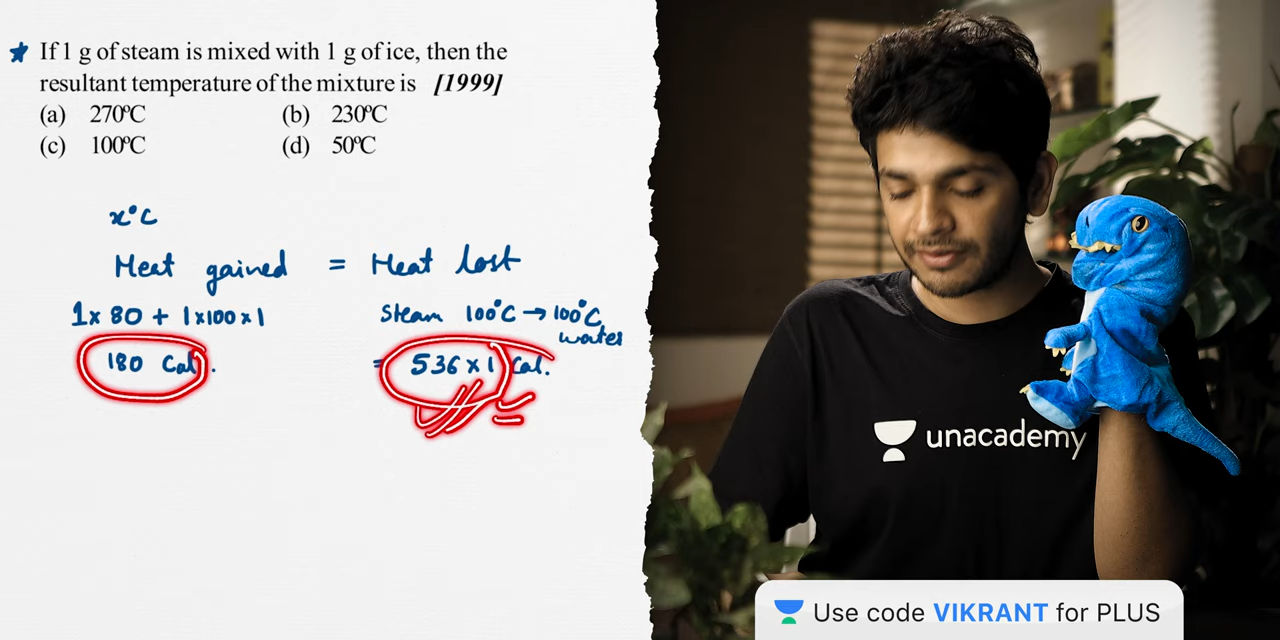 If 1 g of steam is mixed with 1 g of ice, then the
resultant temperature of the mixture is [1999]
(a) 270ºC (b) 230ºC
(c) 100ºC (d) 50ºC
x°C
Heat gained = Heat lost
1x 80 + 1x100x1
Steam 100°C → 100°C
water
180 Cal.
= 536 x 1 Cal.
unacademy
Use code VIKRANT for PLUS